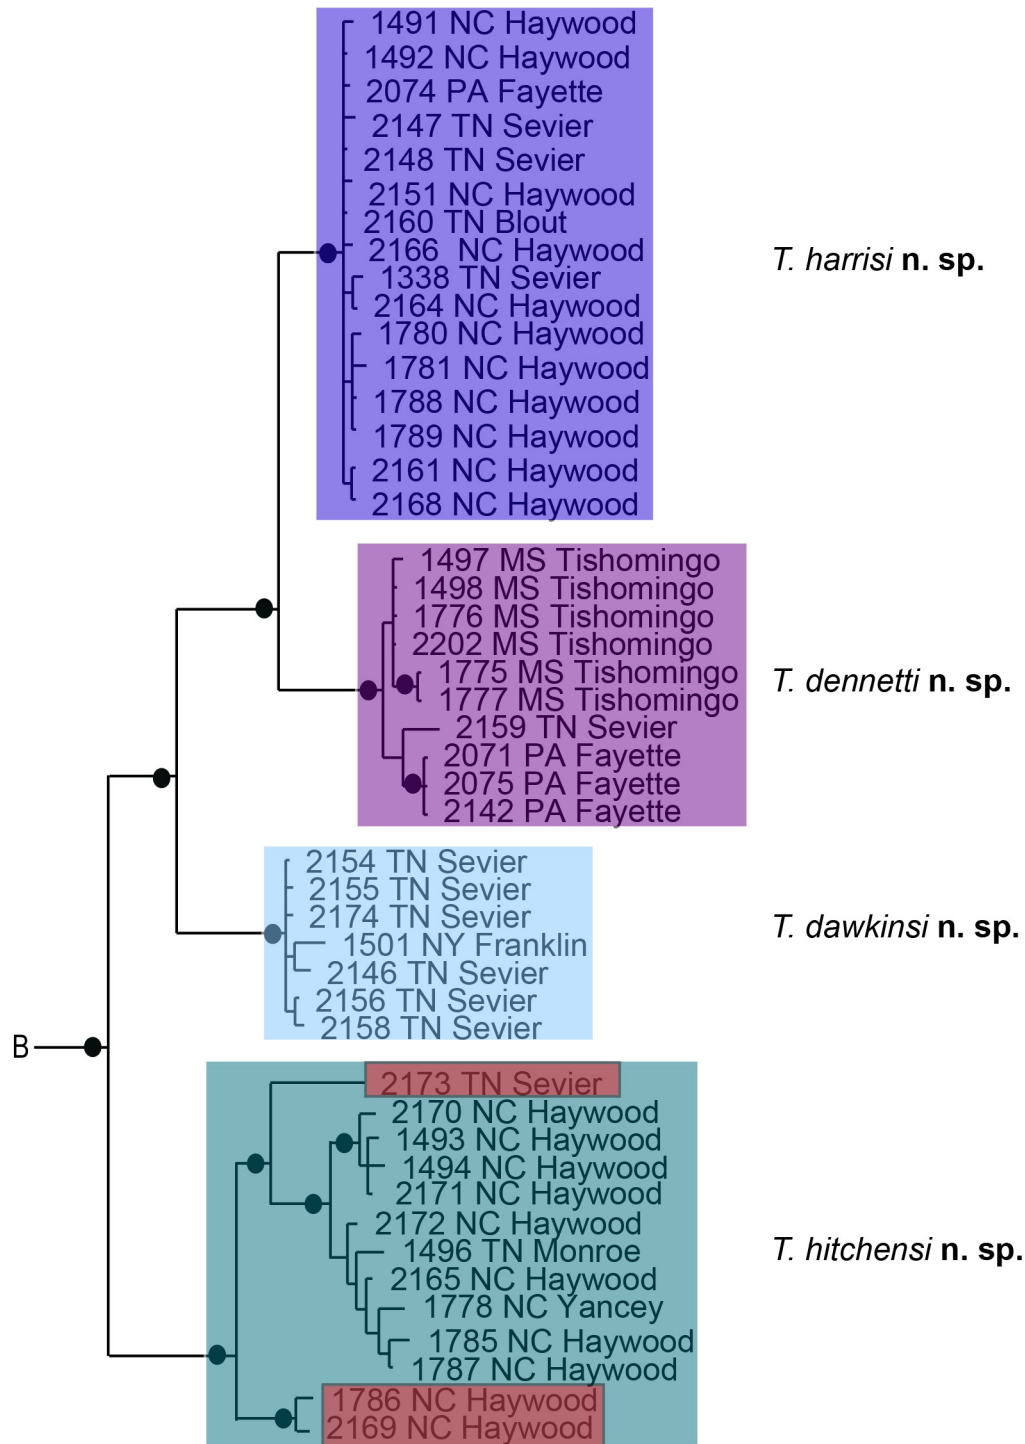 1491 NC Haywood
1492 NC Haywood
2074 PA Fayette
2147 TN Sevier
2148 TN Sevier
2151 NC Haywood
2160 TN Blout
2166 NC Haywood
T. harrisi n. sp.
1338 TN Sevier
2164 NC Haywood
1780 NC Haywood
1781 NC Haywood
1788 NC Haywood
1789 NC Haywood
2161 NC Haywood
2168 NC Haywood
1497 MS Tishomingo
1498 MS Tishomingo
1776 MS Tishomingo
2202 MS Tishomingo
1775 MS Tishomingo
T. dennetti n. sp.
1777 MS Tishomingo
2159 TN Sevier
2071 PA Fayette
2075 PA Fayette
2142 PA Fayette
2154 TN Sevier
2155 TN Sevier
2174 TN Sevier
T. dawkinsi n. sp.
1501 NY Franklin
2146 TN Sevier
2156 TN Sevier
2158 TN Sevier
B
2173 TN Sevier
2170 NC Haywood
1493 NC Haywood
1494 NC Haywood
2171 NC Haywood
2172 NC Haywood
1496 TN Monroe
T. hitchensi n. sp.
2165 NC Haywood
1778 NC Yancey
1785 NC Haywood
1787 NC Haywood
1786 NC Haywood
2169 NC Haywood